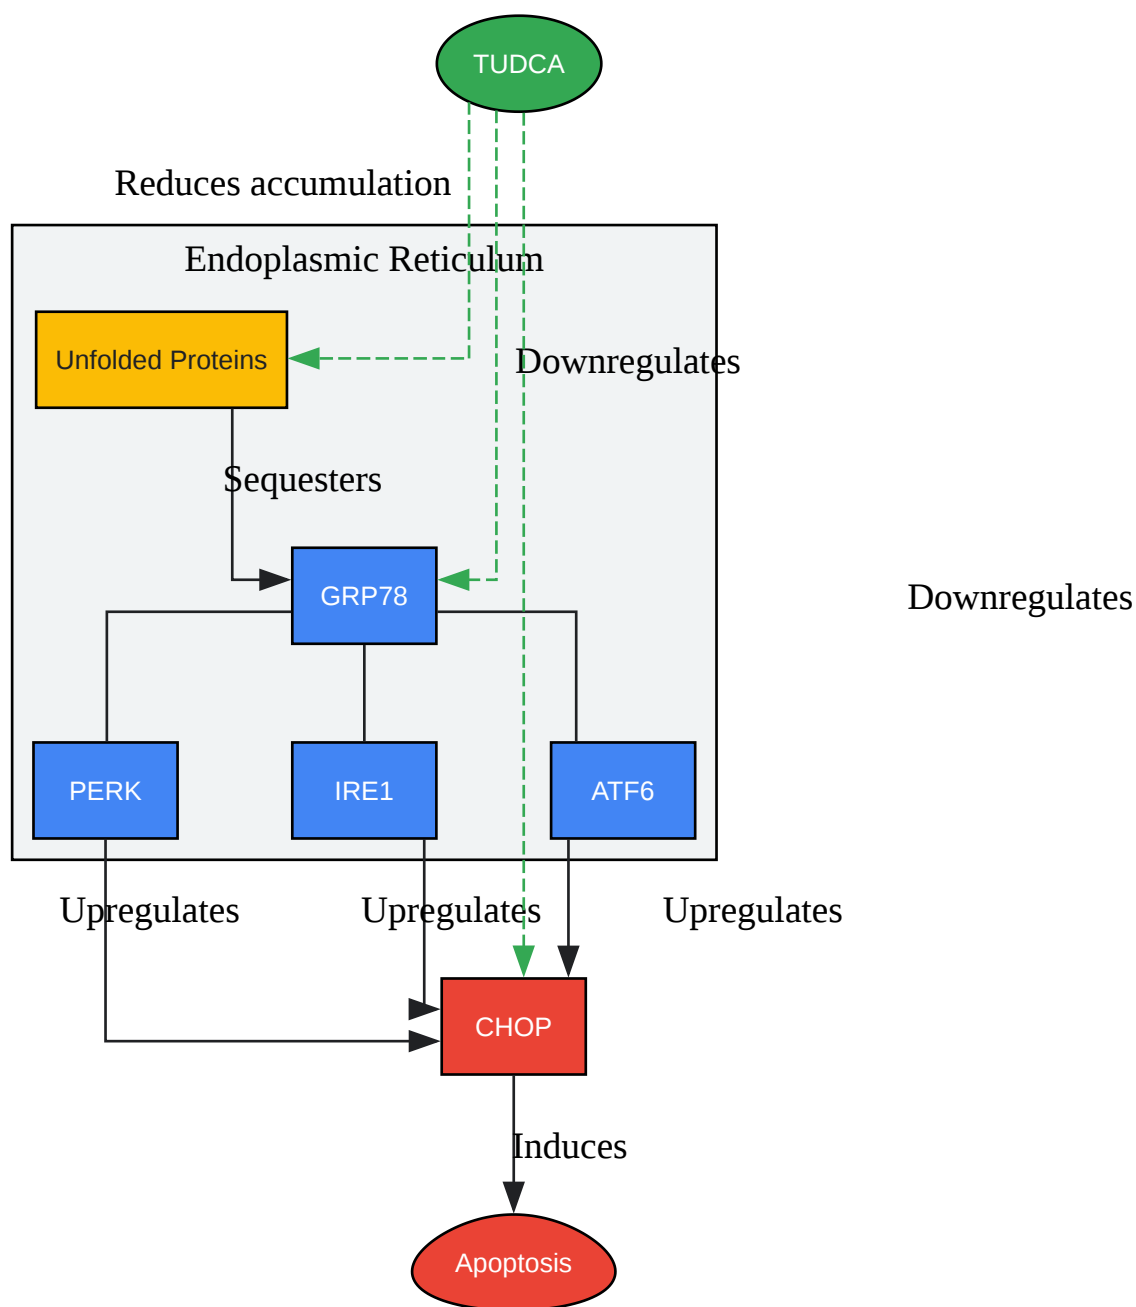 TUDCA
Reduces accumulation
Endoplasmic Reticulum
Unfolded Proteins
Downregulates
Sequesters
GRP78
Downregulates
PERK
IRE1
ATF6
Upregulates
Upregulates
Upregulates
CHOP
Induces
Apoptosis